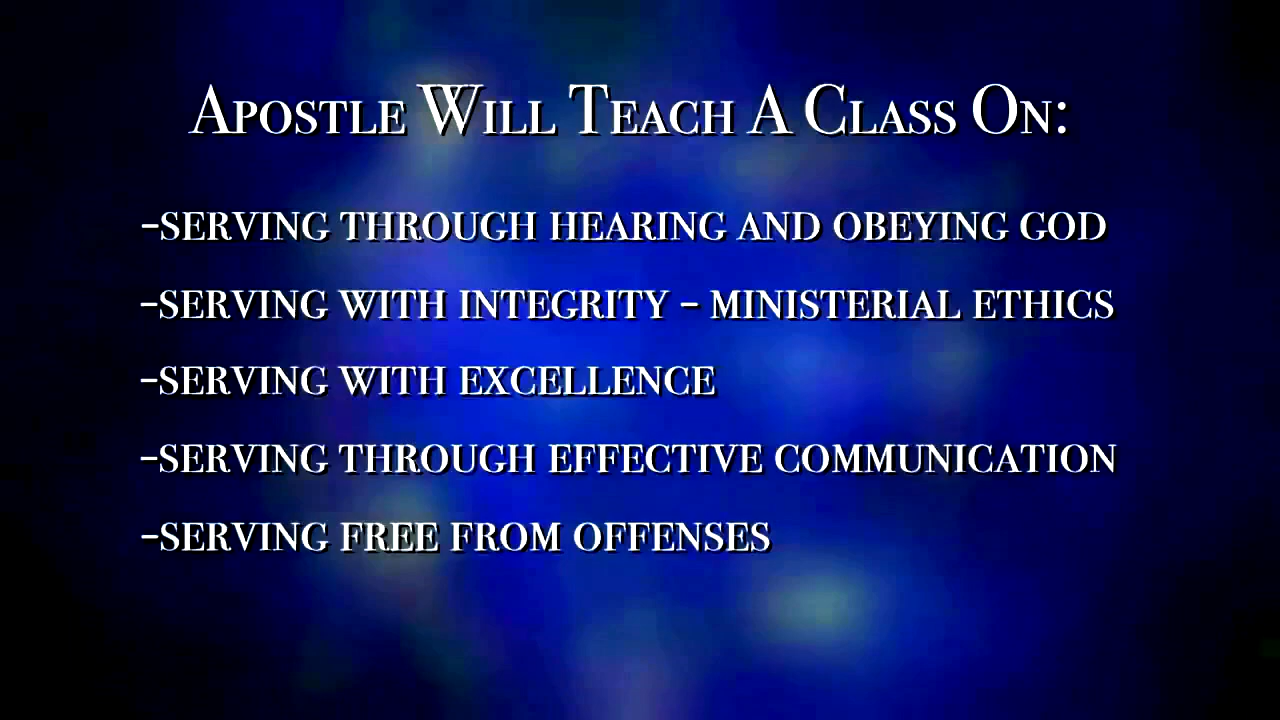 Apostle Will Teach A Class On:
-SERVING THROUGH HEARING AND OBEYING GOD
-SERVING WITH INTEGRITY - MINISTERIAL ETHICS
-SERVING WITH EXCELLENCE
-SERVING THROUGH EFFECTIVE COMMUNICATION
-SERVING FREE FROM OFFENSES